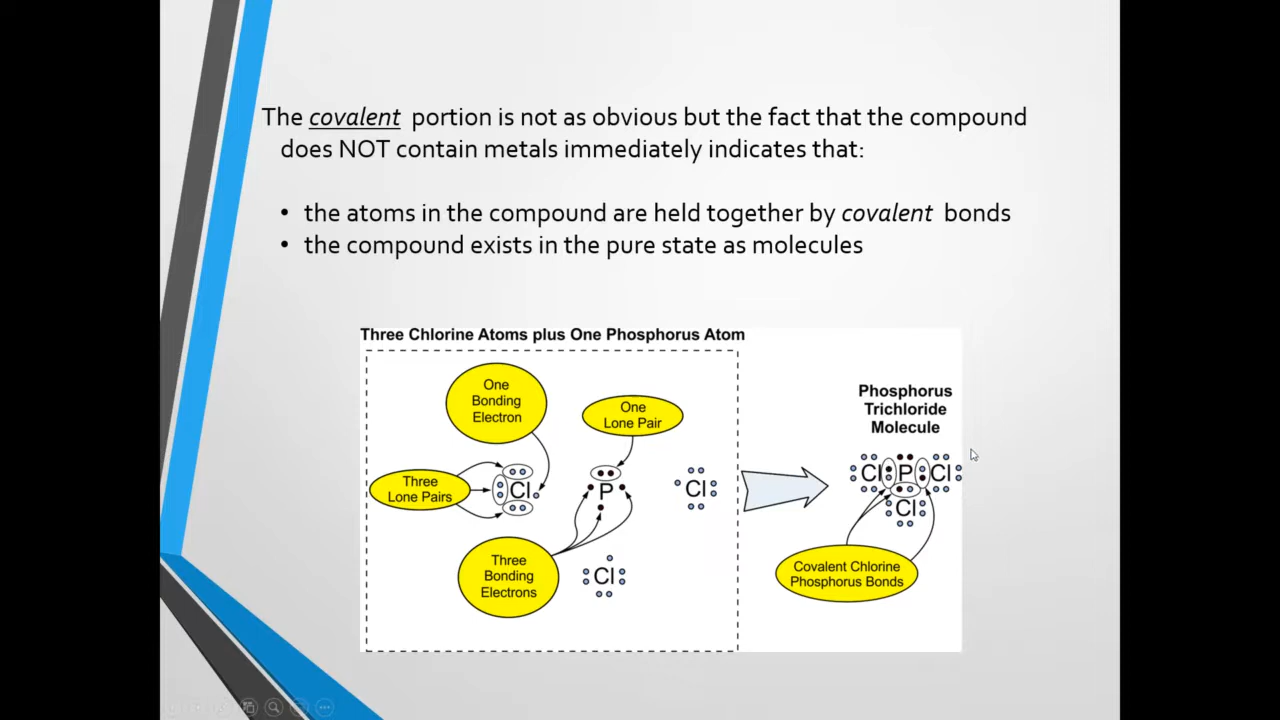 The covalent portion is not as obvious but the fact that the compound
does NOT contain metals immediately indicates that:
• the atoms in the compound are held together by covalent bonds
• the compound exists in the pure state as molecules
Three Chlorine Atoms plus One Phosphorus Atom
One
Bonding
Electron
One
Lone Pair
Three
Lone Pairs
Cl
P
Cl
Three
Bonding
Electrons
Cl
Phosphorus
Trichloride
Molecule
Cl P Cl
Cl
Covalent Chlorine
Phosphorus Bonds